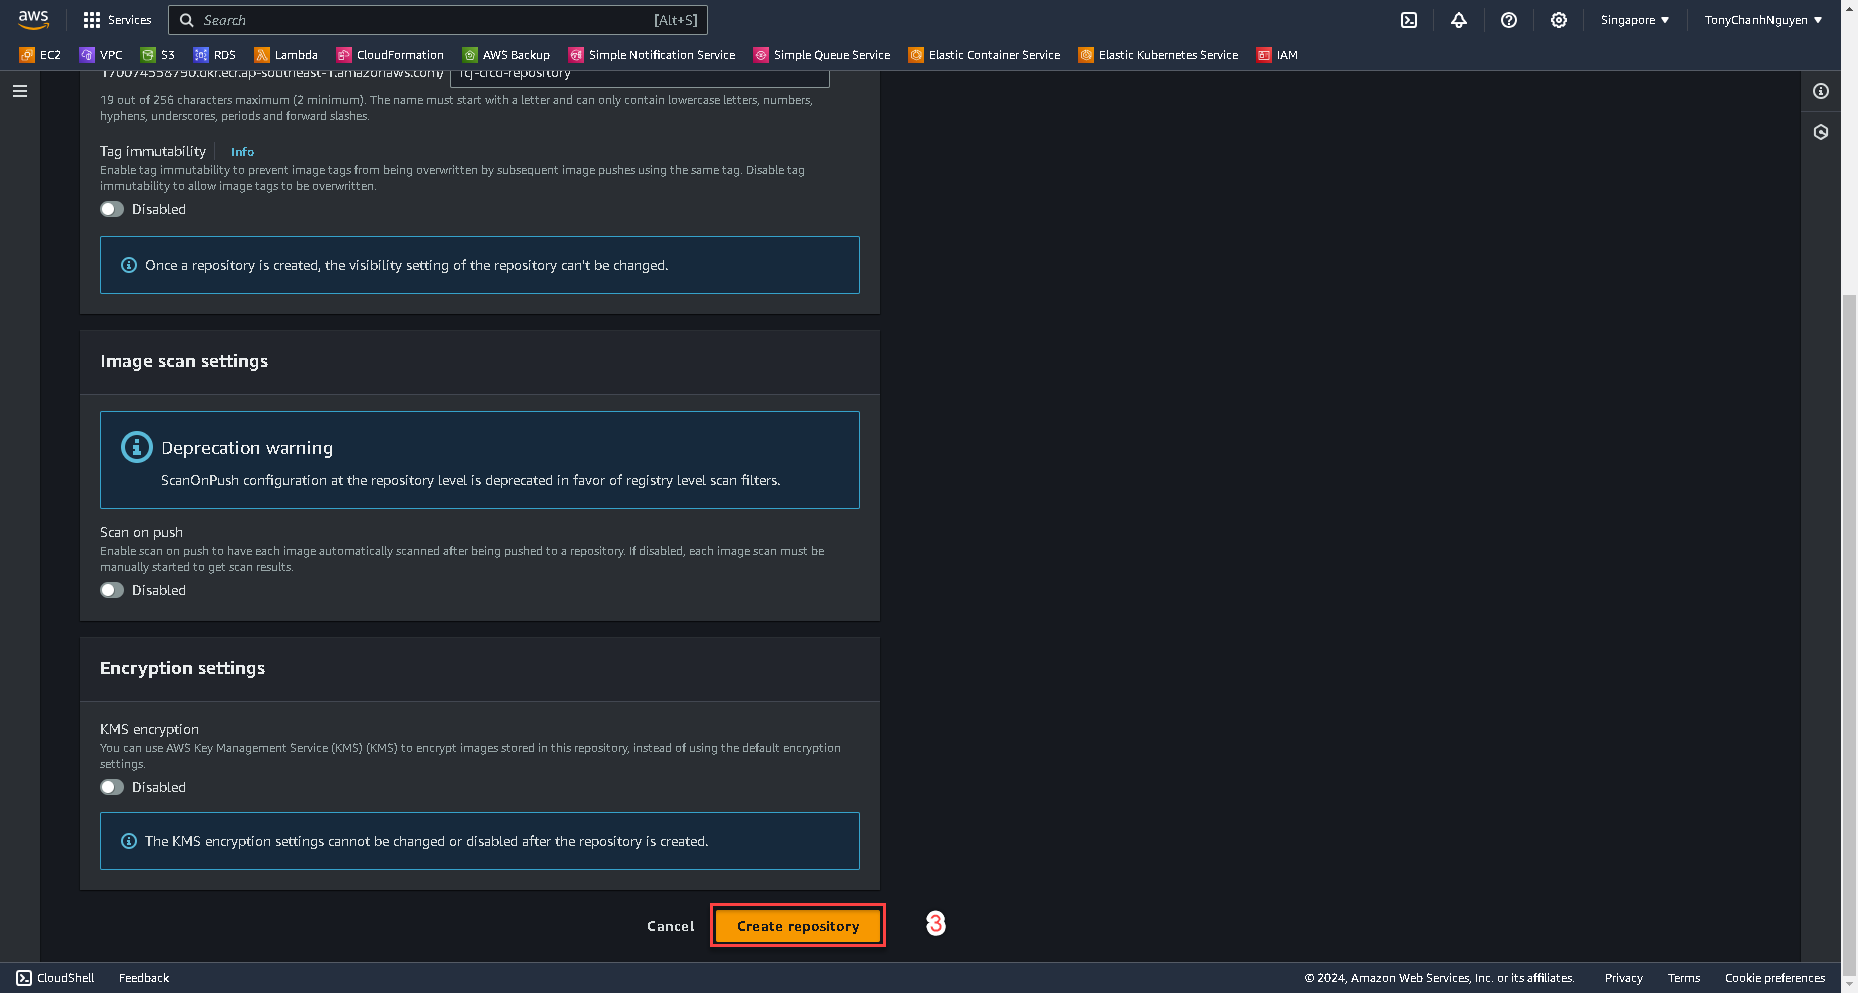 aws
Services
Search
[Alt+S]
Singapore
TonyChanhNguyen
EC2
VPC
S3
RDS
Lambda
CloudFormation
AWS Backup
Simple Notification Service
Simple Queue Service
Elastic Container Service
Elastic Kubernetes Service
IAM
170074558790.dkr.ecr.ap-southeast-1.amazonaws.com/
fcj-cicd-repository
19 out of 256 characters maximum (2 minimum). The name must start with a letter and can only contain lowercase letters, numbers,
hyphens, underscores, periods and forward slashes.
Tag immutability
Info
Enable tag immutability to prevent image tags from being overwritten by subsequent image pushes using the same tag. Disable tag
immutability to allow image tags to be overwritten.
Disabled
Once a repository is created, the visibility setting of the repository can't be changed.
Image scan settings
Deprecation warning
ScanOnPush configuration at the repository level is deprecated in favor of registry level scan filters.
Scan on push
Enable scan on push to have each image automatically scanned after being pushed to a repository. If disabled, each image scan must be
manually started to get scan results.
Disabled
Encryption settings
KMS encryption
You can use AWS Key Management Service (KMS) (KMS) to encrypt images stored in this repository, instead of using the default encryption
settings.
Disabled
The KMS encryption settings cannot be changed or disabled after the repository is created.
Cancel
Create repository
3
CloudShell
Feedback
© 2024, Amazon Web Services, Inc. or its affiliates.
Privacy
Terms
Cookie preferences